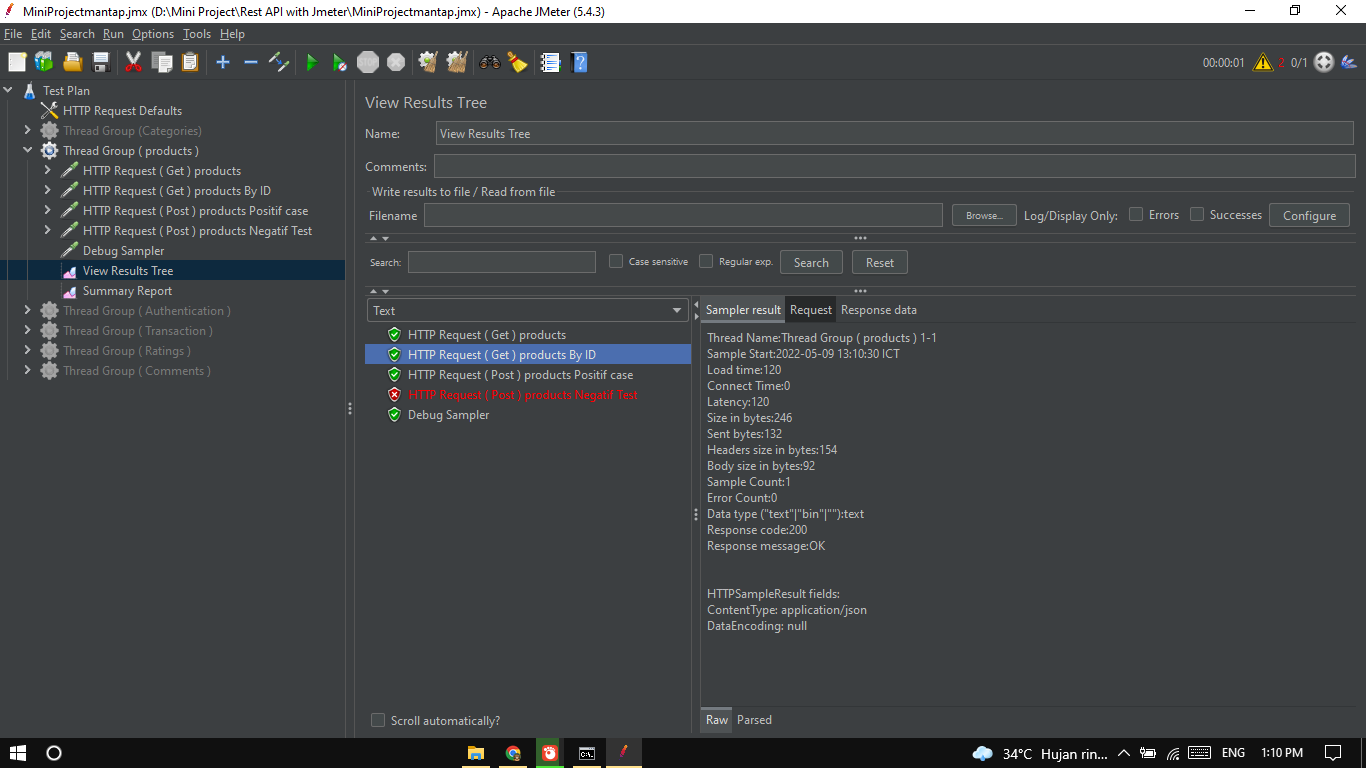 MiniProjectmantap.jmx (D:\Mini Project\Rest API with Jmeter\MiniProjectmantap.jmx) - Apache JMeter (5.4.3)
File Edit Search Run Options Tools Help
STOP
00:00:01 2 0/1
Test Plan
HTTP Request Defaults
Thread Group (Categories)
Thread Group ( products )
HTTP Request ( Get ) products
HTTP Request ( Get ) products By ID
HTTP Request ( Post ) products Positif case
HTTP Request ( Post ) products Negatif Test
Debug Sampler
View Results Tree
Summary Report
Thread Group ( Authentication )
Thread Group ( Transaction )
Thread Group ( Ratings )
Thread Group ( Comments )
View Results Tree
Name: View Results Tree
Comments:
Write results to file / Read from file
Filename Browse... Log/Display Only: Errors Successes Configure
Search: Case sensitive Regular exp. Search Reset
Text
HTTP Request ( Get ) products
HTTP Request ( Get ) products By ID
HTTP Request ( Post ) products Positif case
HTTP Request ( Post ) products Negatif Test
Debug Sampler
Scroll automatically?
Sampler result Request Response data
Thread Name:Thread Group ( products ) 1-1
Sample Start:2022-05-09 13:10:30 ICT
Load time:120
Connect Time:0
Latency:120
Size in bytes:246
Sent bytes:132
Headers size in bytes:154
Body size in bytes:92
Sample Count:1
Error Count:0
Data type ("text"|"bin"|""):text
Response code:200
Response message:OK
HTTPSampleResult fields:
ContentType: application/json
DataEncoding: null
Raw Parsed
34°C Hujan rin... ENG 1:10 PM